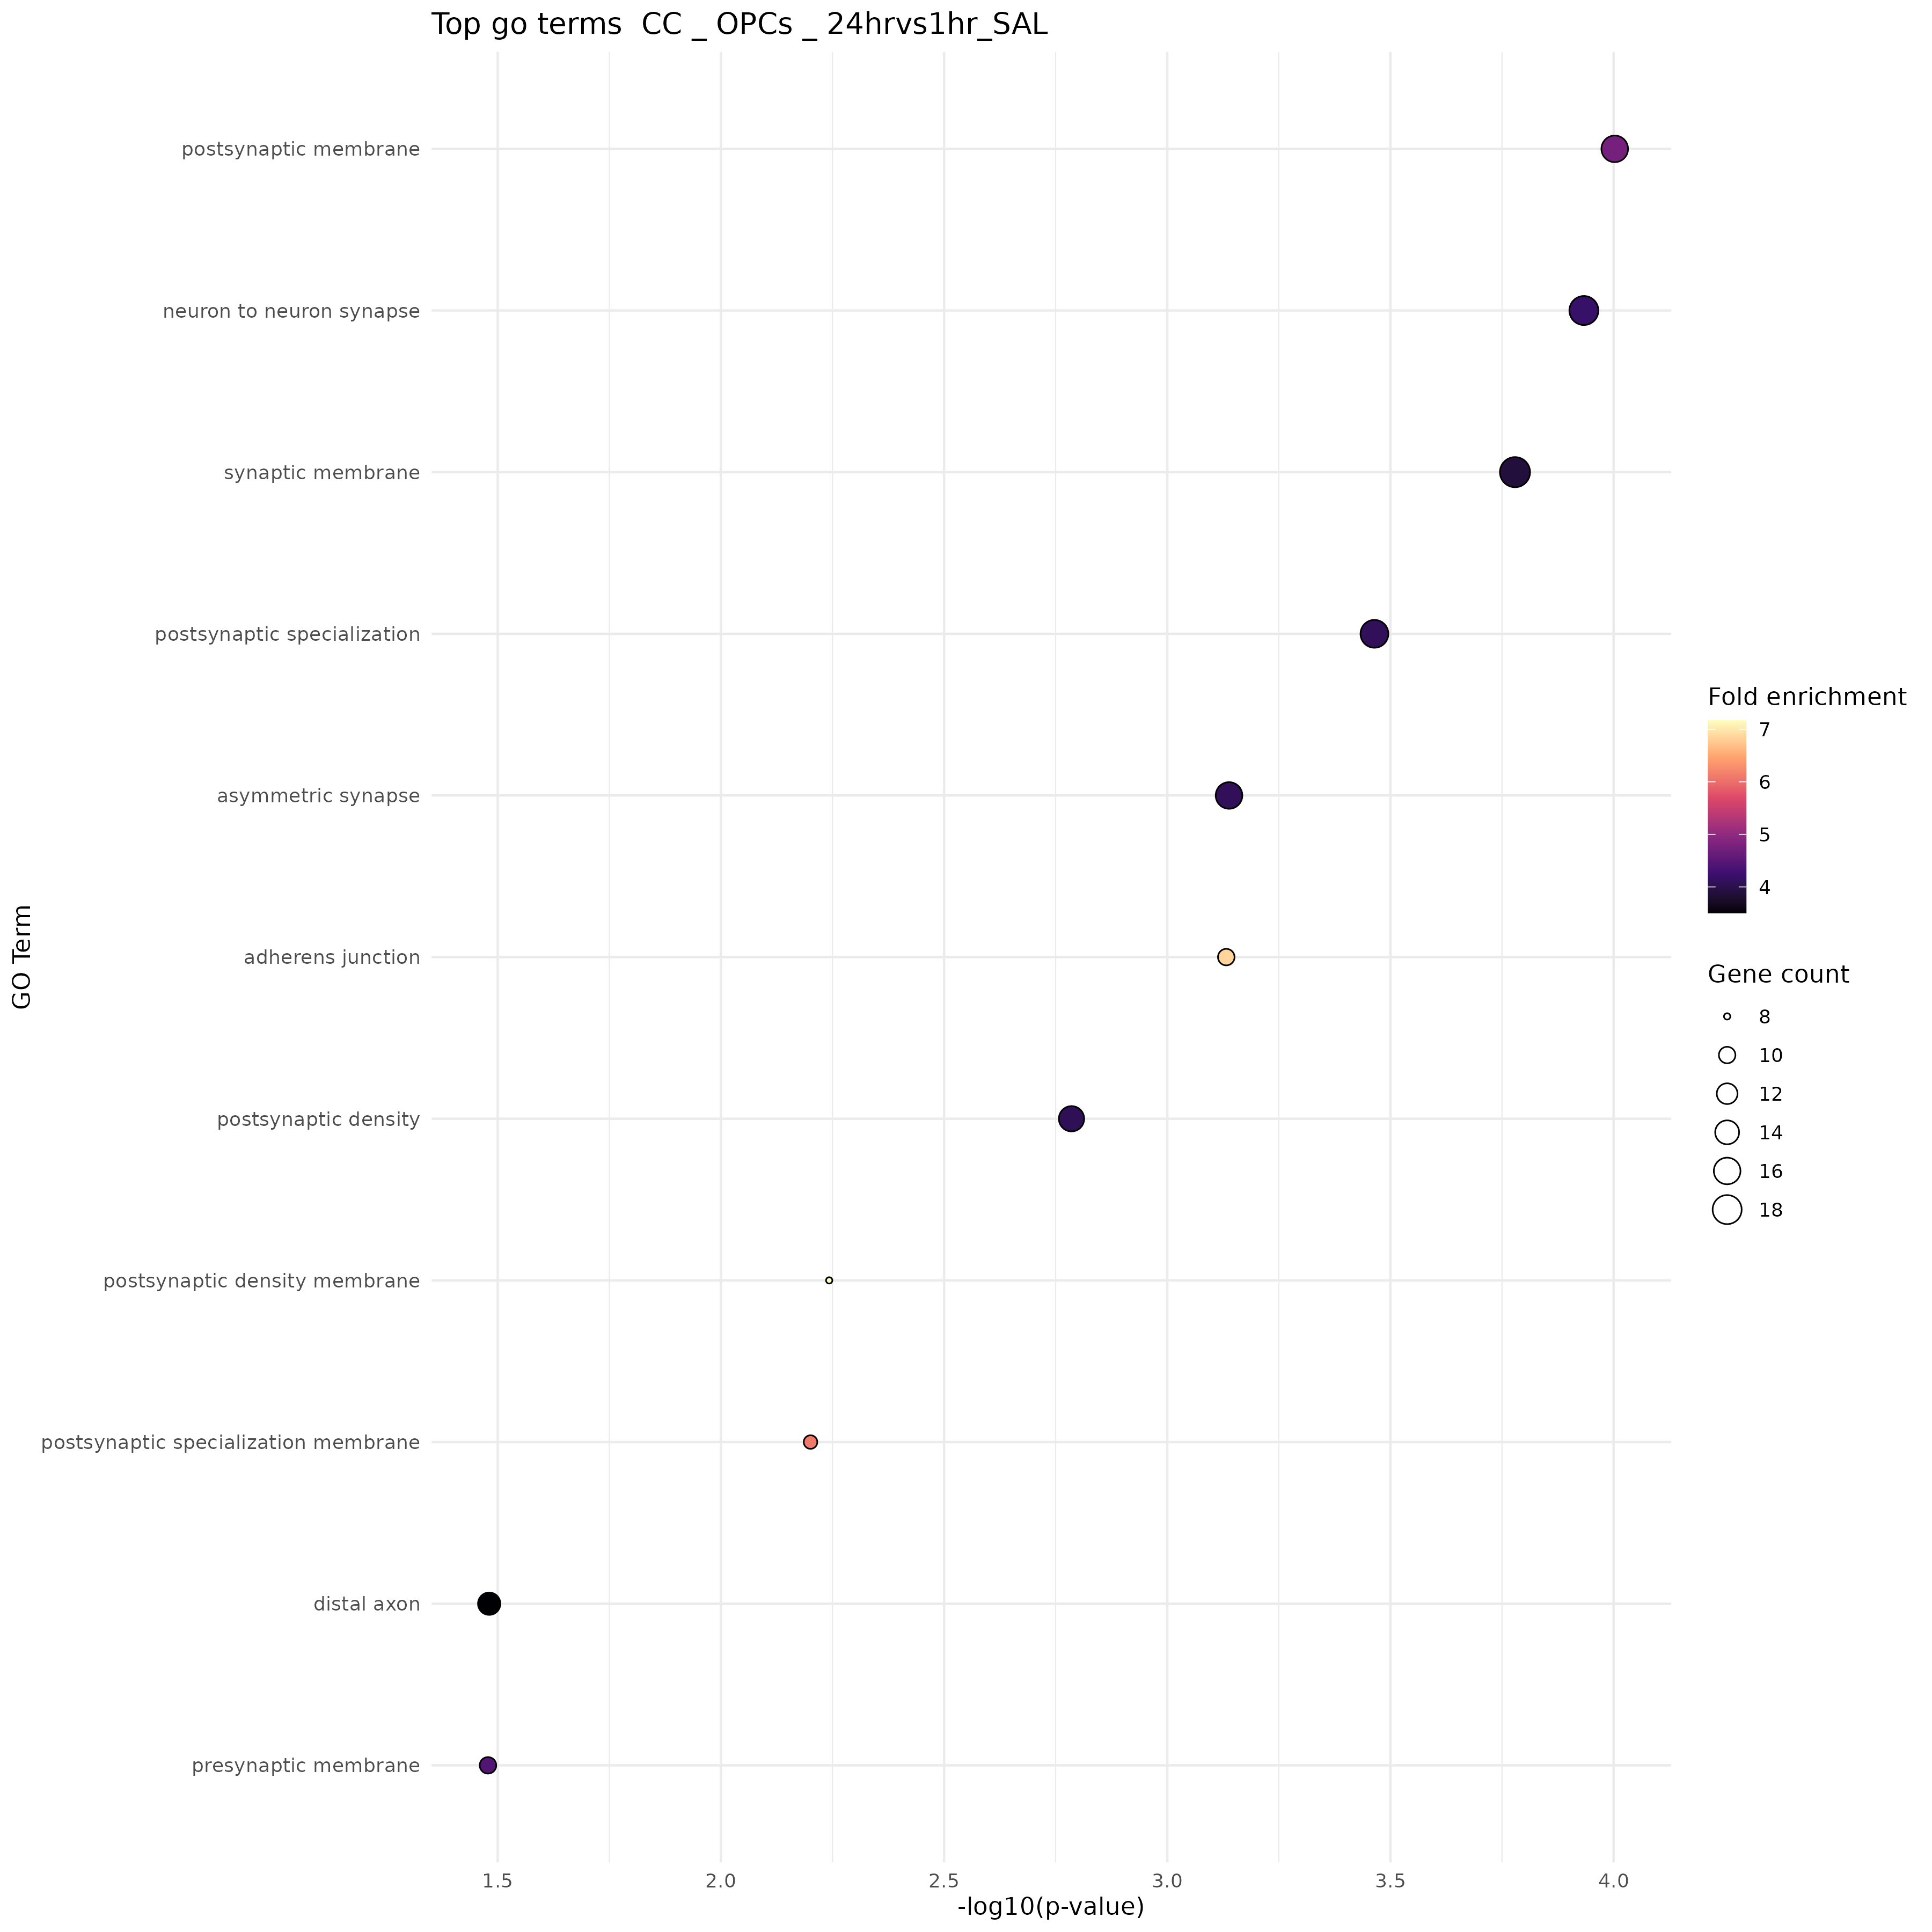 Top go terms  CC _ OPCs _ 24hrvs1hr_SAL
GO Term
postsynaptic membrane
neuron to neuron synapse
synaptic membrane
postsynaptic specialization
asymmetric synapse
adherens junction
postsynaptic density
postsynaptic density membrane
postsynaptic specialization membrane
distal axon
presynaptic membrane
1.5 2.0 2.5 3.0 3.5 4.0
-log10(p-value)
Fold enrichment
7
6
5
4
Gene count
8
10
12
14
16
18